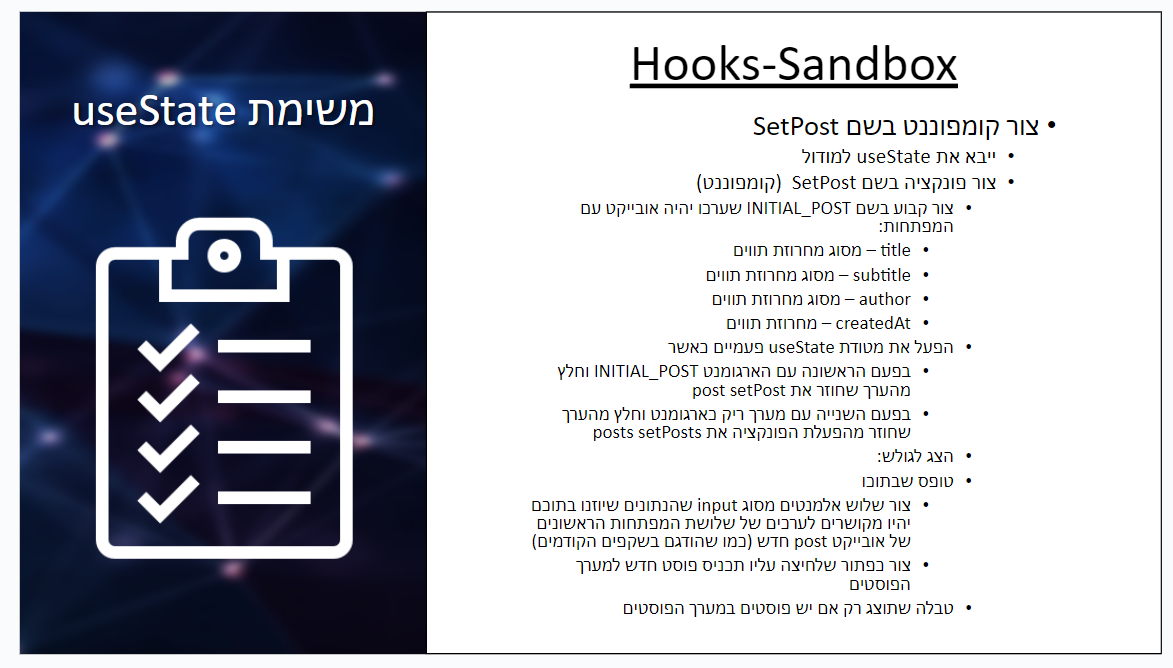 Hooks-Sandbox
משימת useState
• צור קומפוננט בשם SetPost
• ייבא את useState למודול
• צור פונקציה בשם SetPost (קומפוננט)
• צור קבוע בשם INITIAL_POST שערכו יהיה אובייקט עם
המפתחות:
• title – מסוג מחרוזת תווים
• subtitle – מסוג מחרוזת תווים
• author – מסוג מחרוזת תווים
• createdAt – מחרוזת תווים
• הפעל את מטודת useState פעמיים כאשר
• בפעם הראשונה עם הארגומנט INITIAL_POST וחלץ
מהערך שחוזר את post setPost
• בפעם השנייה עם מערך ריק כארגומנט וחלץ מהערך
שחוזר מהפעלת הפונקציה את posts setPosts
• הצג לגולש:
• טופס שבתוכו
• צור שלוש אלמנטים מסוג input שהנתונים שיוזנו בתוכם
יהיו מקושרים לערכים של שלושת המפתחות הראשונים
של אובייקט post חדש (כמו שהודגם בשקפים הקודמים)
• צור כפתור שלחיצה עליו תכניס פוסט חדש למערך
הפוסטים
• טבלה שתוצג רק אם יש פוסטים במערך הפוסטים